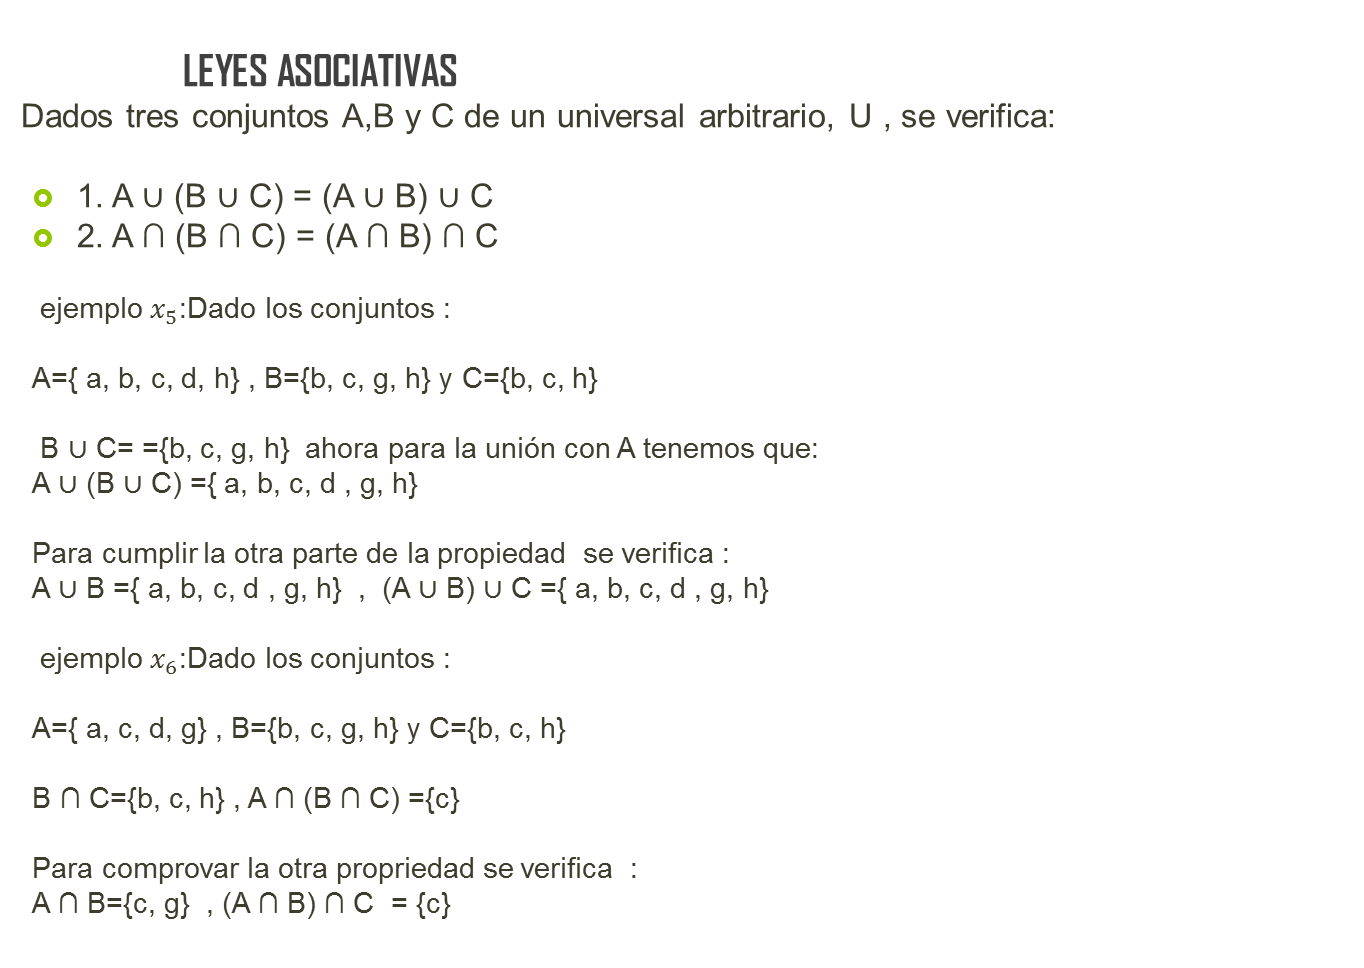 LEYES ASOCIATIVAS
Dados tres conjuntos A,B y C de un universal arbitrario, U , se verifica:
1. A ∪ (B ∪ C) = (A ∪ B) ∪ C
2. A ∩ (B ∩ C) = (A ∩ B) ∩ C
ejemplo x₅:Dado los conjuntos :
A={ a, b, c, d, h} , B={b, c, g, h} y C={b, c, h}
B ∪ C= ={b, c, g, h} ahora para la unión con A tenemos que:
A ∪ (B ∪ C) ={ a, b, c, d , g, h}
Para cumplir la otra parte de la propiedad se verifica :
A ∪ B ={ a, b, c, d , g, h} , (A ∪ B) ∪ C ={ a, b, c, d , g, h}
ejemplo x₆:Dado los conjuntos :
A={ a, c, d, g} , B={b, c, g, h} y C={b, c, h}
B ∩ C={b, c, h} , A ∩ (B ∩ C) ={c}
Para comprovar la otra propriedad se verifica :
A ∩ B={c, g} , (A ∩ B) ∩ C = {c}